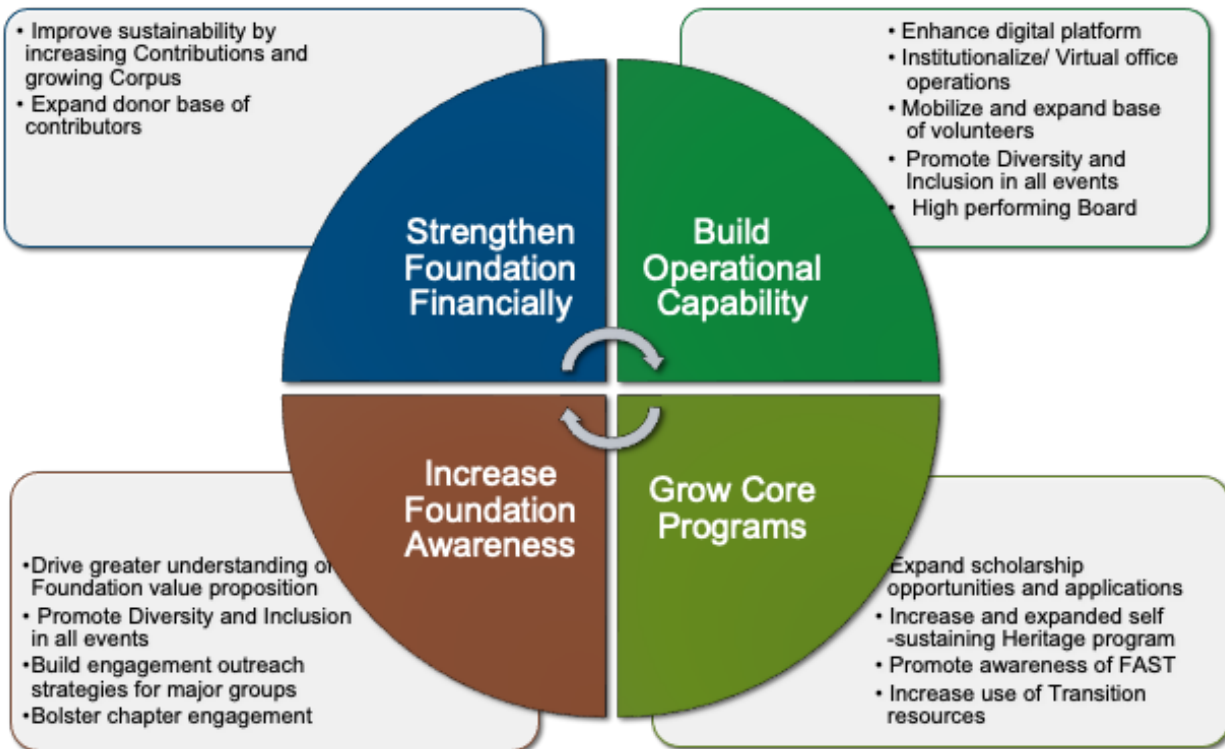 • Improve sustainability by
increasing Contributions and
growing Corpus
• Expand donor base of
contributors
• Enhance digital platform
• Institutionalize/ Virtual office
operations
• Mobilize and expand base
of volunteers
• Promote Diversity and
Inclusion in all events
• High performing Board
Strengthen
Foundation
Financially
Build
Operational
Capability
Increase
Foundation
Awareness
Grow Core
Programs
•Drive greater understanding of
Foundation value proposition
• Promote Diversity and Inclusion
in all events
•Build engagement outreach
strategies for major groups
•Bolster chapter engagement
Expand scholarship
opportunities and applications
• Increase and expanded self
-sustaining Heritage program
• Promote awareness of FAST
• Increase use of Transition
resources